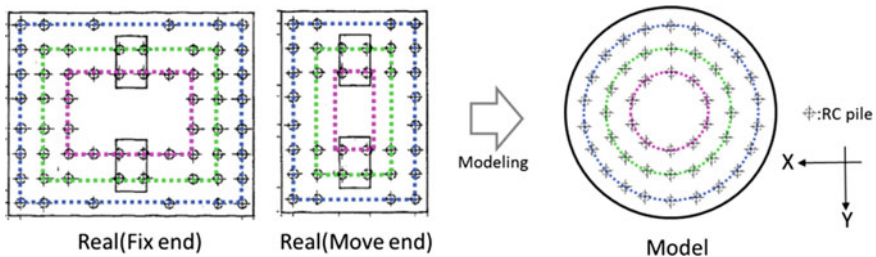 Modeling
:RC pile
X
Y
Real(Fix end)
Real(Move end)
Model